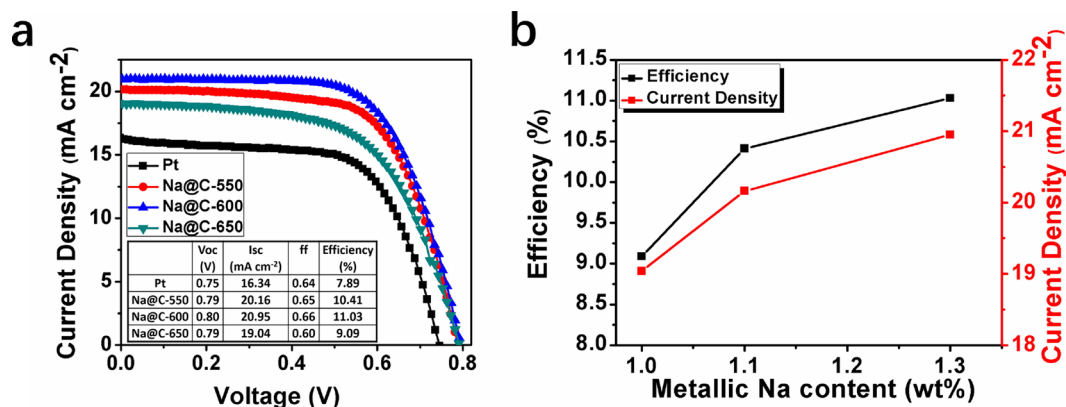 a
Current Density (mA cm-2)
25
20
15
10
5
0
0.0 0.2 0.4 0.6 0.8
Voltage (V)
Pt
Na@C-550
Na@C-600
Na@C-650
Voc (V) Isc (mA cm-2) ff Efficiency (%)
Pt 0.75 16.34 0.64 7.89
Na@C-550 0.79 20.16 0.65 10.41
Na@C-600 0.80 20.95 0.66 11.03
Na@C-650 0.79 19.04 0.60 9.09
b
Efficiency (%)
11.5
11.0
10.5
10.0
9.5
9.0
8.5
8.0
Efficiency
Current Density
1.0 1.1 1.2 1.3
Metallic Na content (wt%)
22
21
20
19
18
Current Density (mA cm-2)